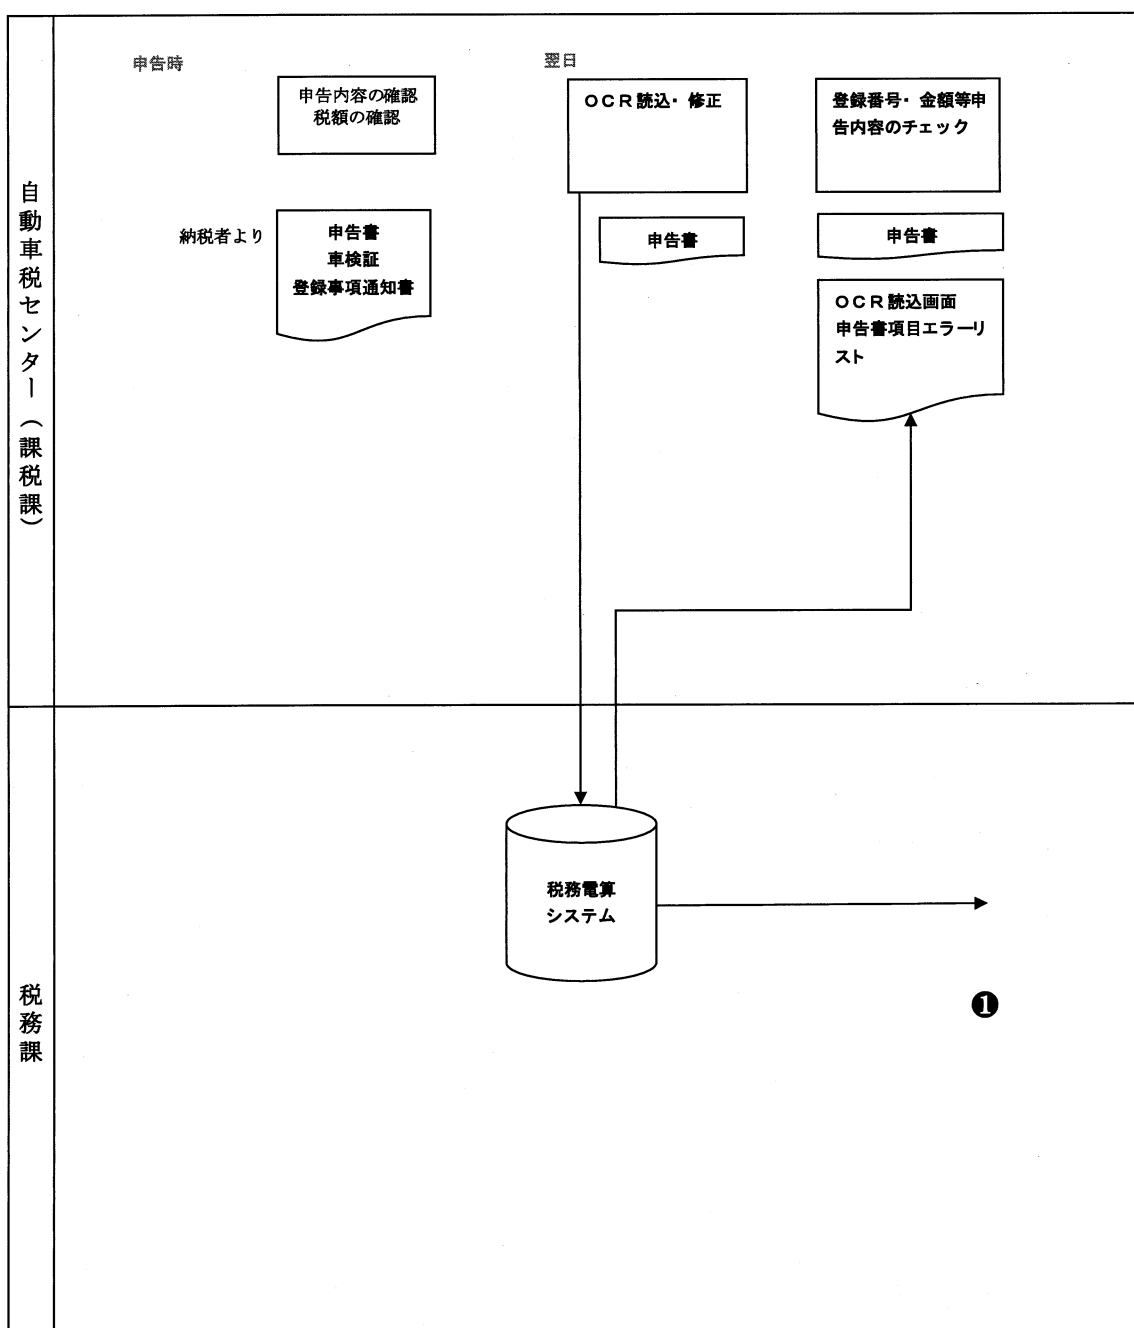 申告時
翌日
申告内容の確認
税額の確認
OCR読込・修正
登録番号・金額等申
告内容のチェック
納税者より
申告書
車検証
登録事項通知書
申告書
申告書
OCR読込画面
申告書項目エラーリ
スト
自動車税センター（課税課）
税務電算
システム
❶
税務課